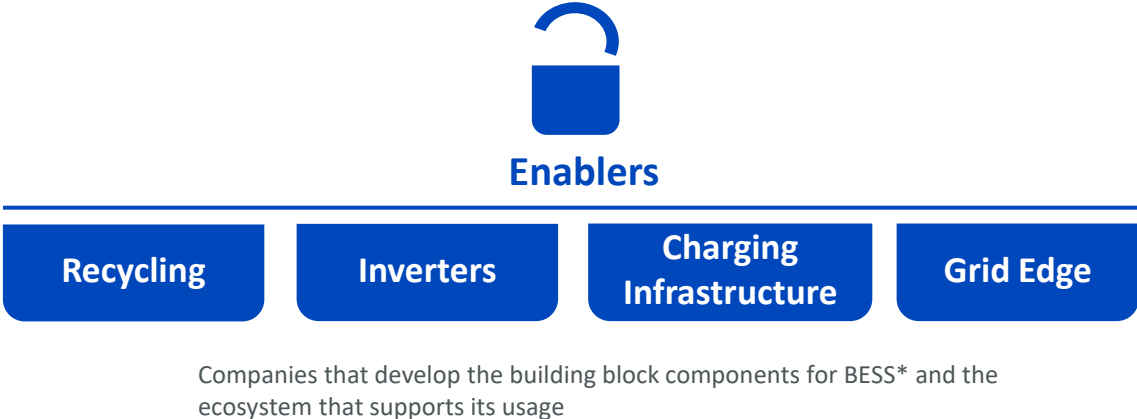 Enablers
Recycling
Inverters
Charging
Infrastructure
Grid Edge
Companies that develop the building block components for BESS* and the
ecosystem that supports its usage